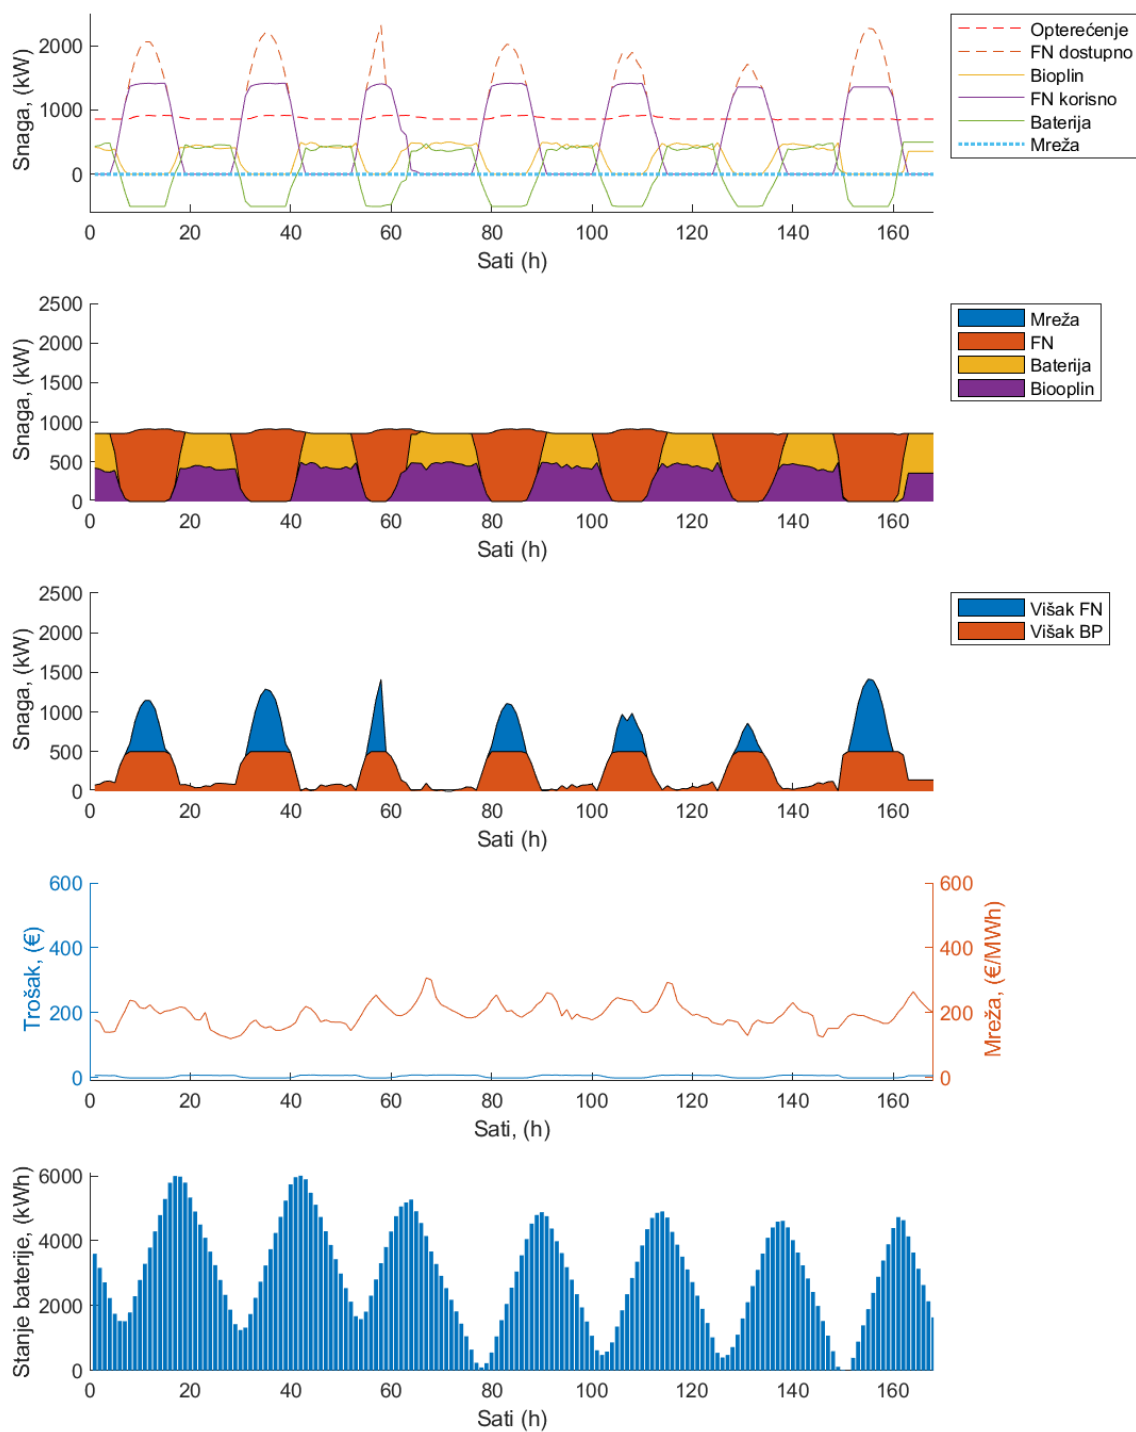 Snaga, (kW)
2000
1000
0
0 20 40 60 80 100 120 140 160
Sati (h)
Opterećenje
FN dostupno
Bioplin
FN korisno
Baterija
Mreža
Snaga, (kW)
2500
2000
1500
1000
500
0
0 20 40 60 80 100 120 140 160
Sati (h)
Mreža
FN
Baterija
Biooplin
Snaga, (kW)
2500
2000
1500
1000
500
0
0 20 40 60 80 100 120 140 160
Sati (h)
Višak FN
Višak BP
Trošak, (€)
600
400
200
0
0 20 40 60 80 100 120 140 160
Sati, (h)
600
400
200
0
Mreža, (€/MWh)
Stanje baterije, (kWh)
6000
4000
2000
0
0 20 40 60 80 100 120 140 160
Sati (h)